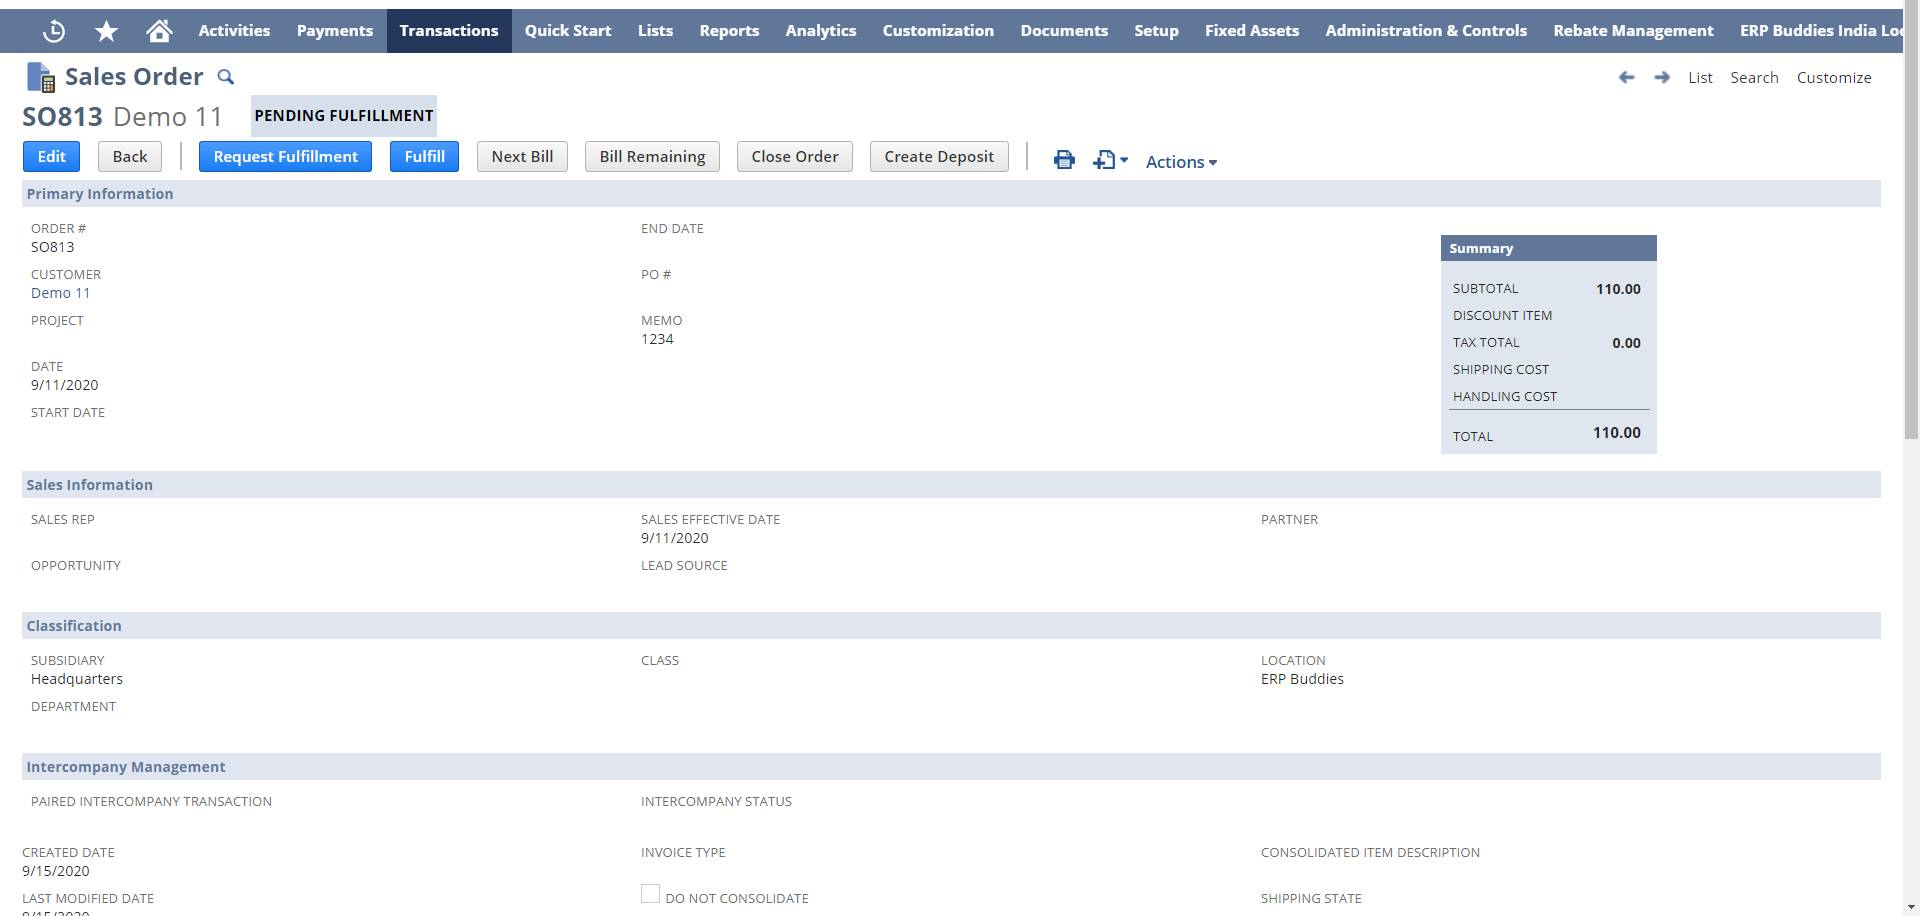 Activities Payments Transactions Quick Start Lists Reports Analytics Customization Documents Setup Fixed Assets Administration & Controls Rebate Management ERP Buddies India
Sales Order
List Search Customize
SO813 Demo 11 PENDING FULFILLMENT
Edit Back Request Fulfillment Fulfill Next Bill Bill Remaining Close Order Create Deposit Actions
Primary Information
ORDER #
SO813
CUSTOMER
Demo 11
PROJECT
DATE
9/11/2020
START DATE
END DATE
PO #
MEMO
1234
Summary
SUBTOTAL 110.00
DISCOUNT ITEM
TAX TOTAL 0.00
SHIPPING COST
HANDLING COST
TOTAL 110.00
Sales Information
SALES REP
OPPORTUNITY
SALES EFFECTIVE DATE
9/11/2020
LEAD SOURCE
PARTNER
Classification
SUBSIDIARY
Headquarters
DEPARTMENT
CLASS
LOCATION
ERP Buddies
Intercompany Management
PAIRED INTERCOMPANY TRANSACTION
INTERCOMPANY STATUS
CREATED DATE
9/15/2020
LAST MODIFIED DATE
9/15/2020
INVOICE TYPE
DO NOT CONSOLIDATE
CONSOLIDATED ITEM DESCRIPTION
SHIPPING STATE